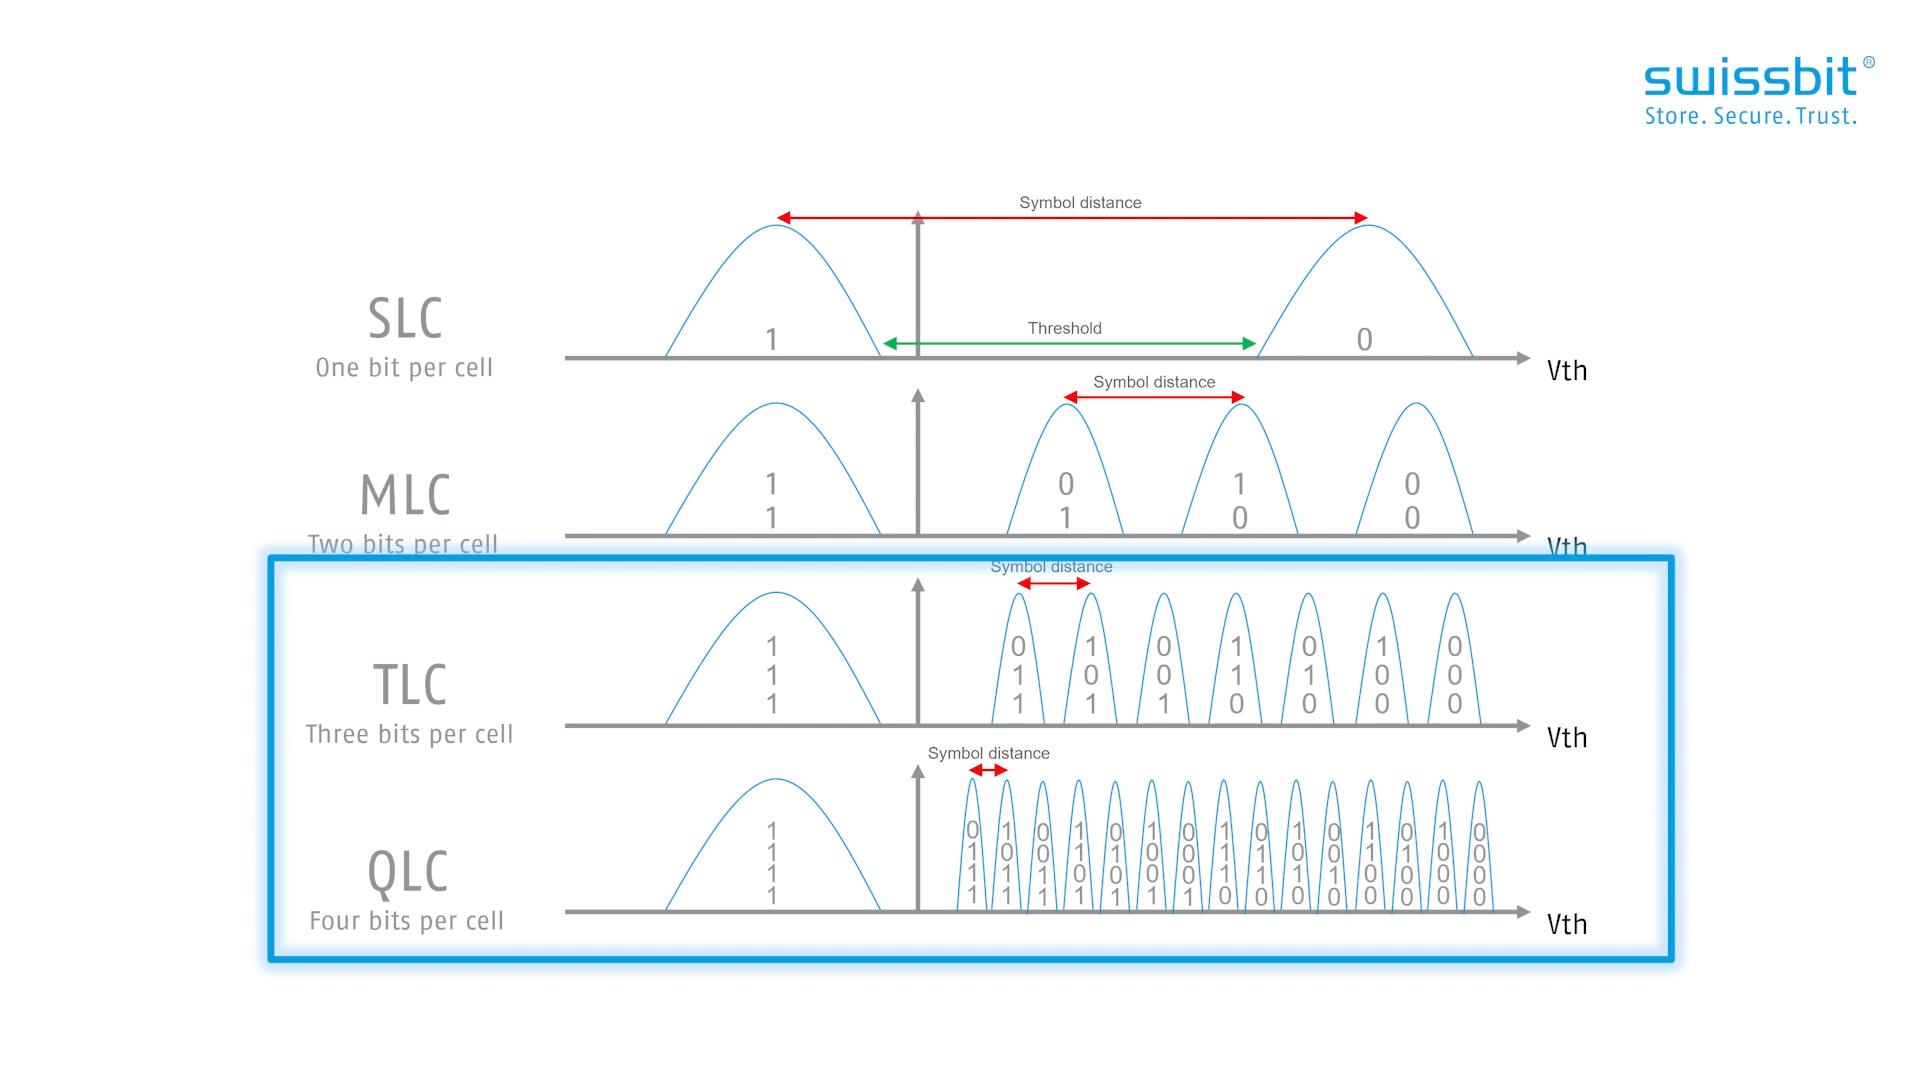 swissbit®
Store. Secure. Trust.
Symbol distance
SLC
One bit per cell
Threshold
1
0
Vth
Symbol distance
MLC
Two bits per cell
1 0 1 0
1 1 0 0
Vth
Symbol distance
TLC
Three bits per cell
1 0 1 0 1 0 1 0
1 1 0 0 1 1 0 0
1 1 1 1 0 0 0 0
Vth
Symbol distance
QLC
Four bits per cell
1 0 1 0 1 0 1 0 1 0 1 0 1 0 1 0
1 1 0 0 1 1 0 0 1 1 0 0 1 1 0 0
1 1 1 1 0 0 0 0 1 1 1 1 0 0 0 0
1 1 1 1 1 1 1 1 0 0 0 0 0 0 0 0
Vth